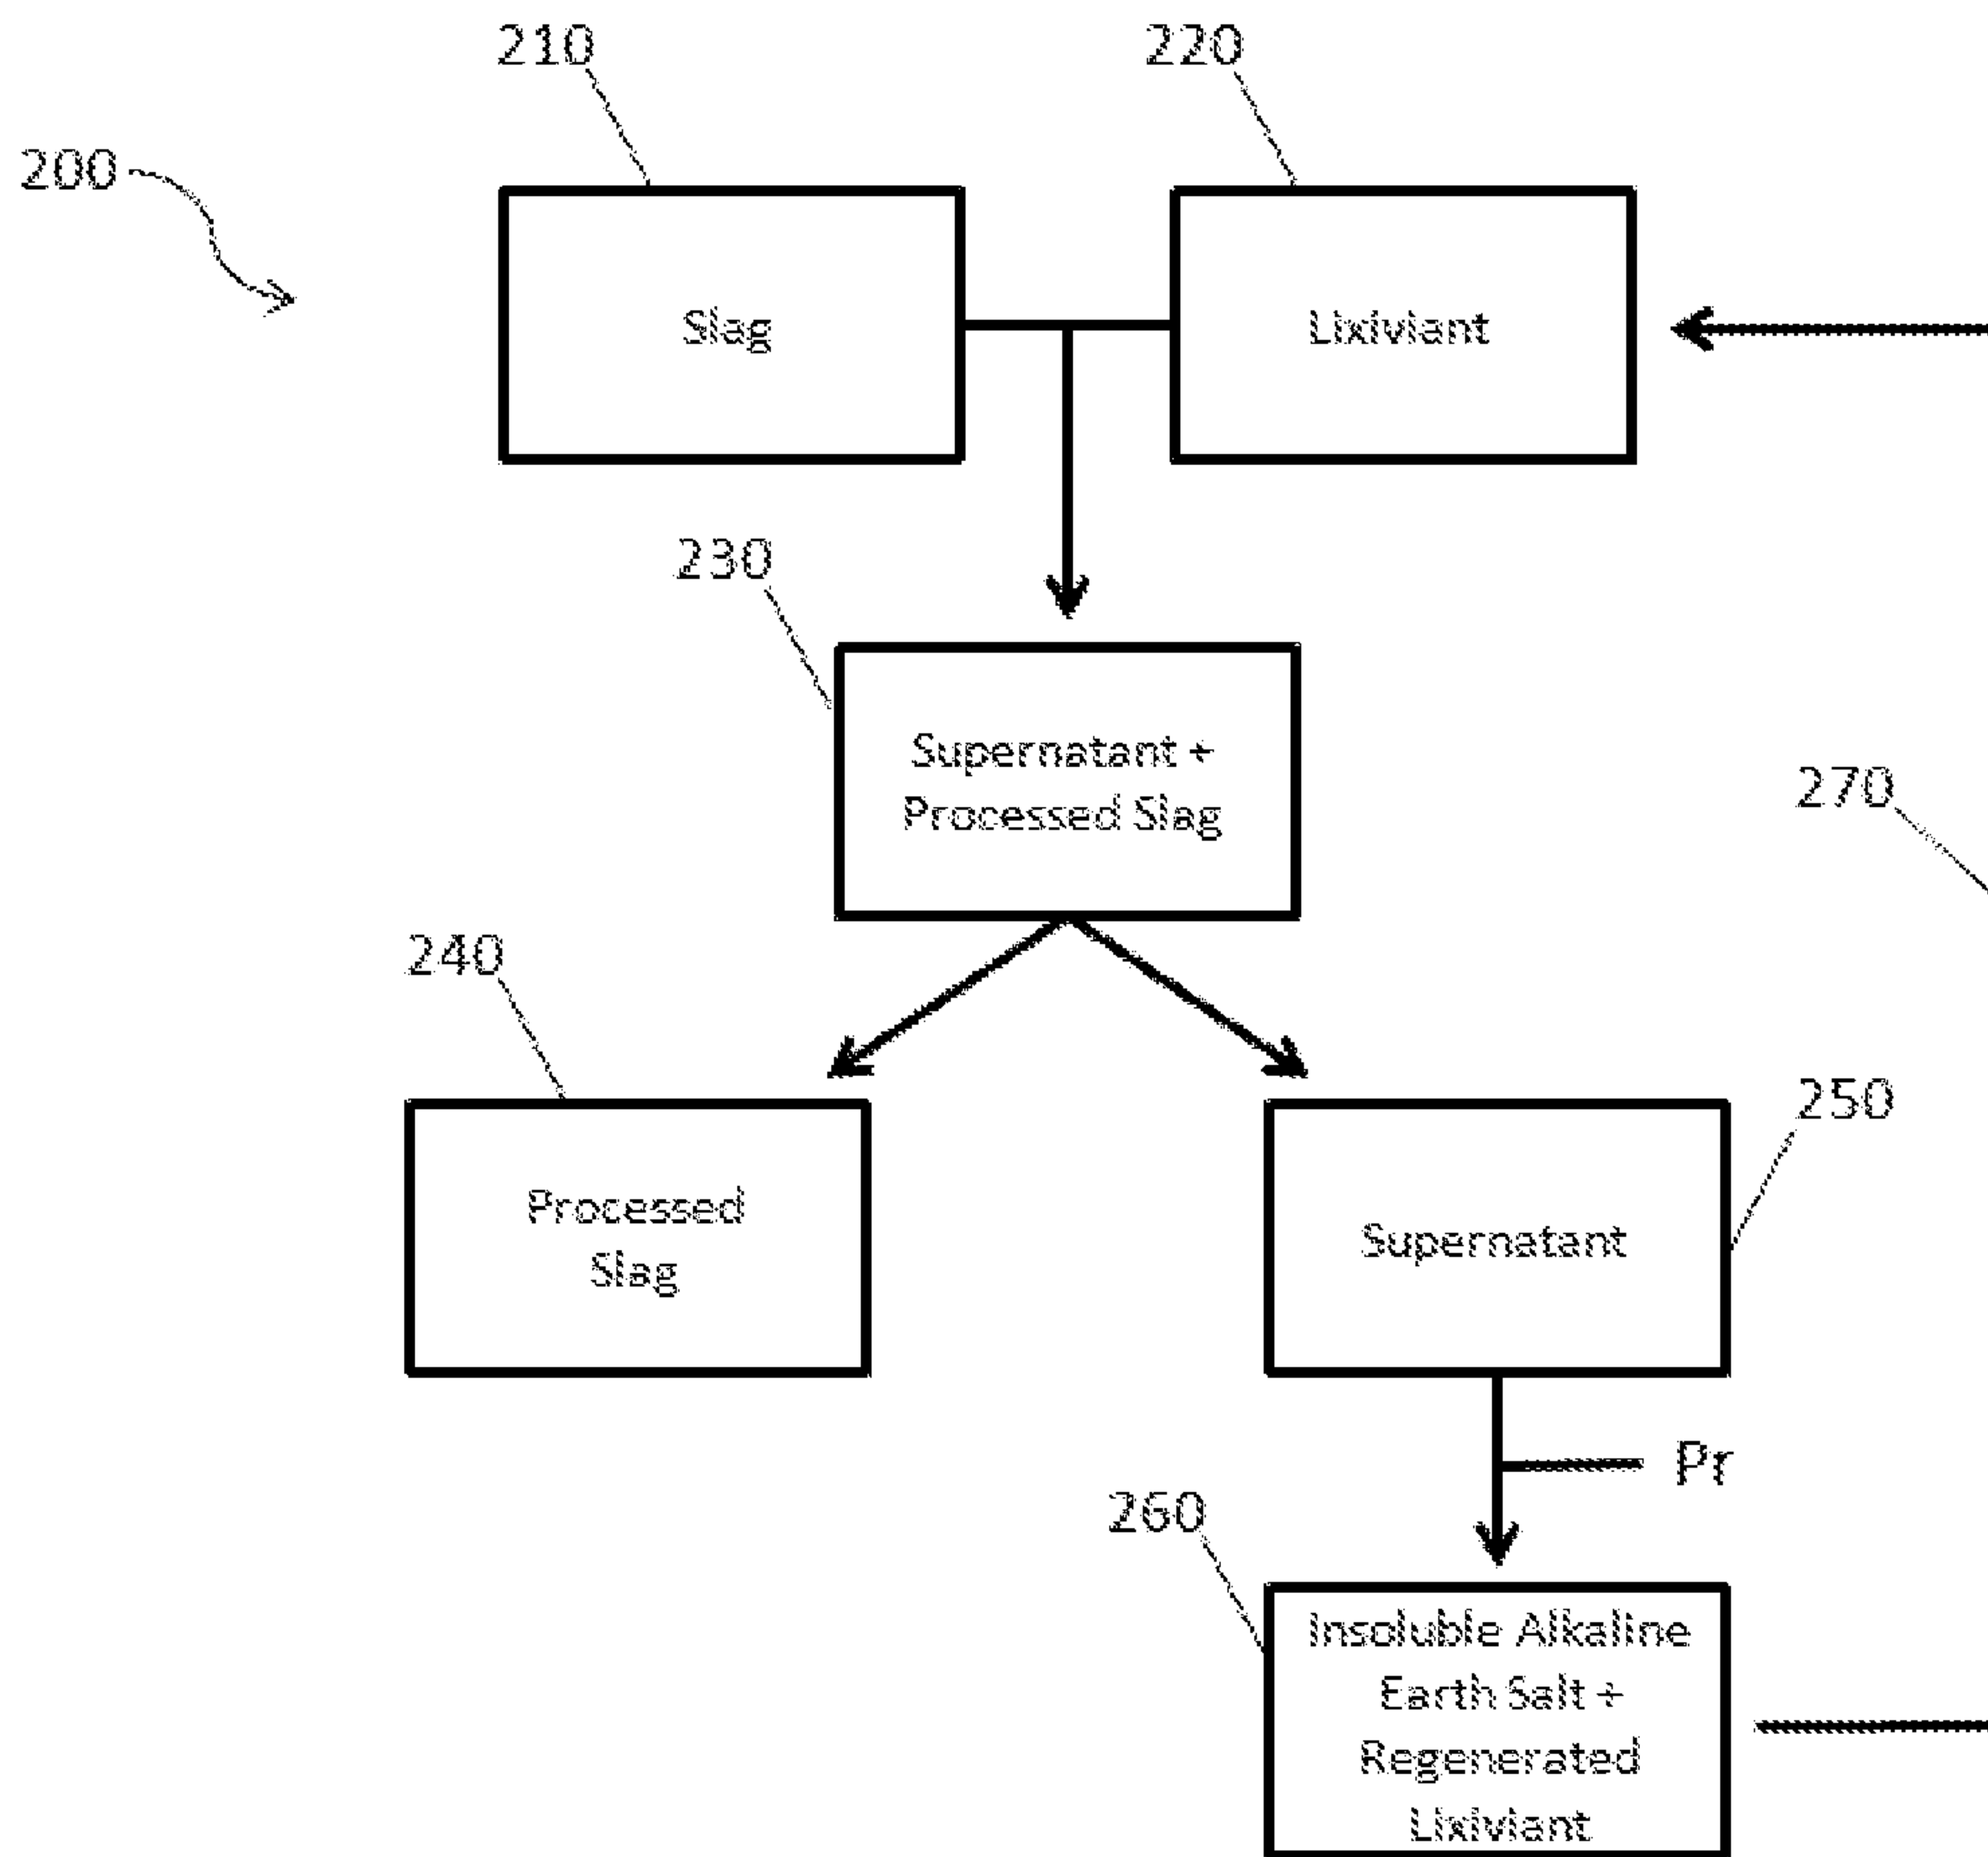 210
220
200
Slag
Lixiviant
230
Supernatant +
Processed Slag
270
240
250
Processed
Slag
Supernatant
Pr
260
Insoluble Alkaline
Earth Salt +
Regenerated
Lixiviant